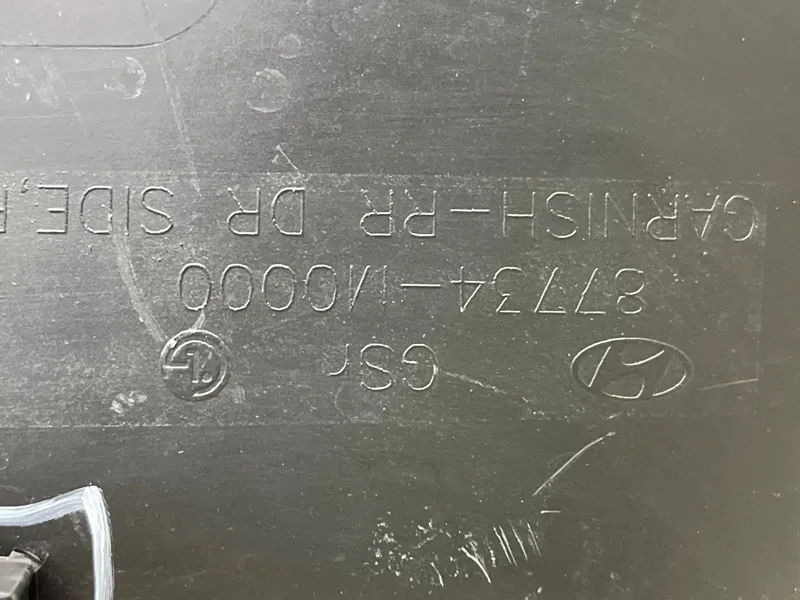 GSr
87734-M0000
GARNISH-RR DR SIDE,